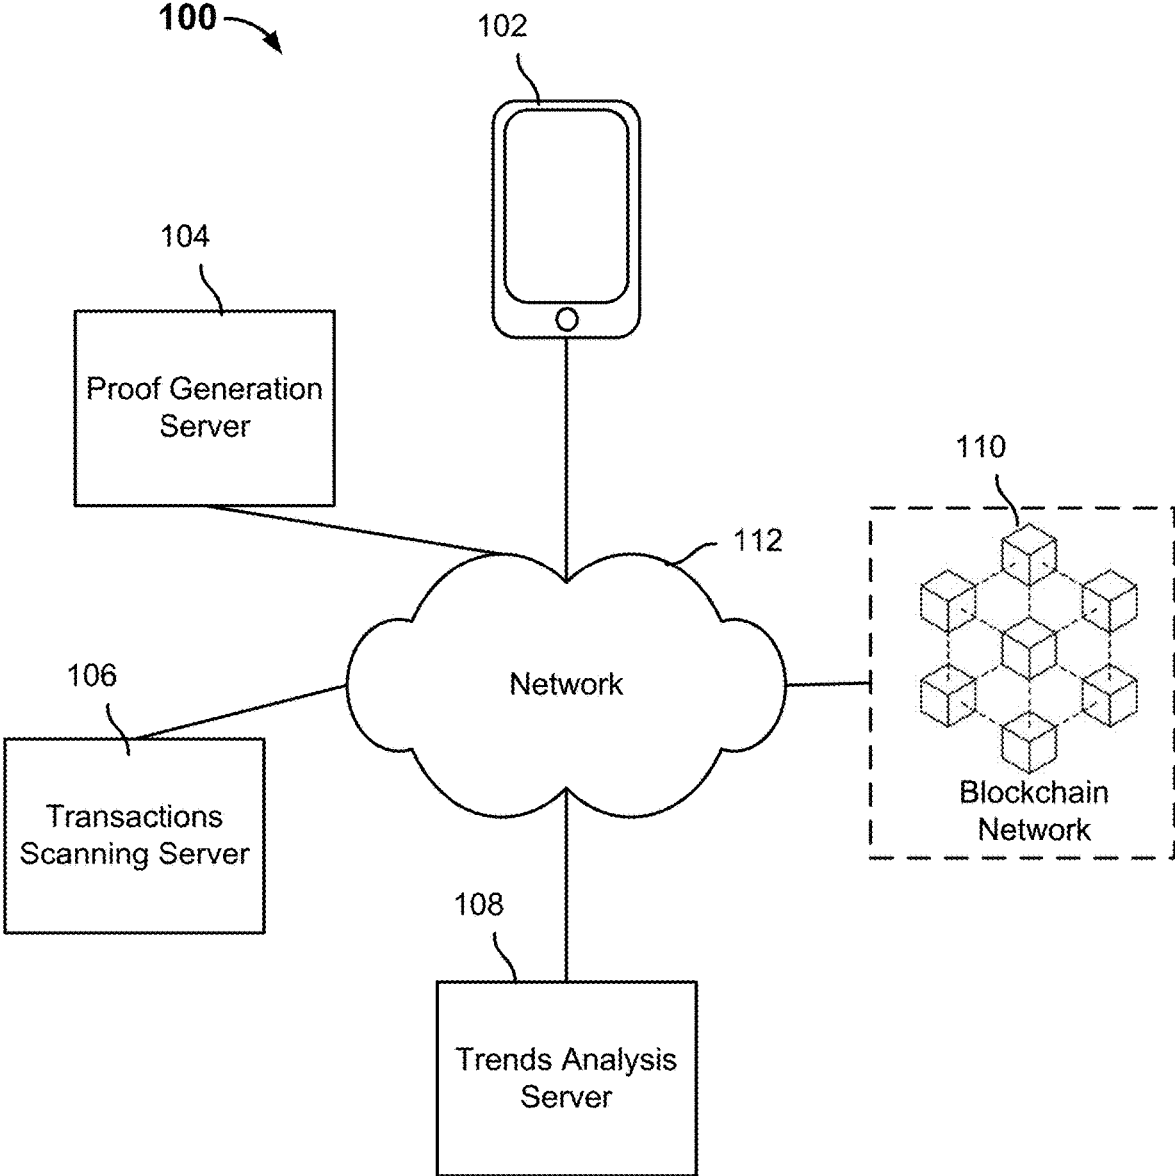 100
102
104
Proof Generation
Server
110
112
Network
106
Transactions
Scanning Server
Blockchain
Network
108
Trends Analysis
Server